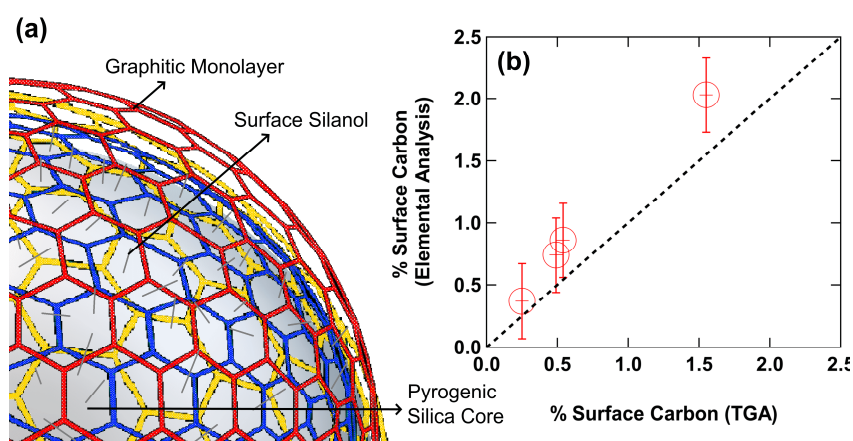 (a)
Graphitic Monolayer
Surface Silanol
Pyrogenic
Silica Core
(b)
% Surface Carbon
(Elemental Analysis)
2.5
2.0
1.5
1.0
0.5
0.0
0.0 0.5 1.0 1.5 2.0 2.5
% Surface Carbon (TGA)